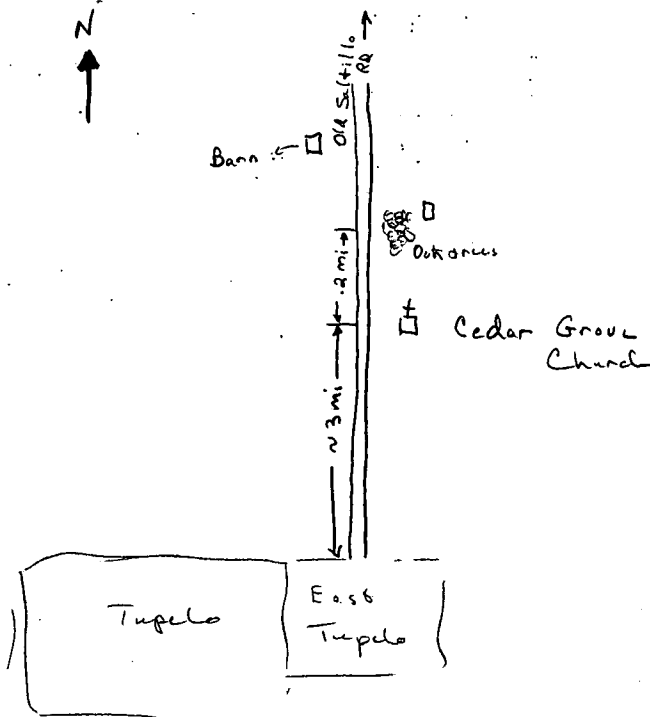 N
Old Saltillo
Rd
Barn
Oak trees
.2 mi
Cedar Grove
Church
~3 mi
Tupelo
East
Tupelo